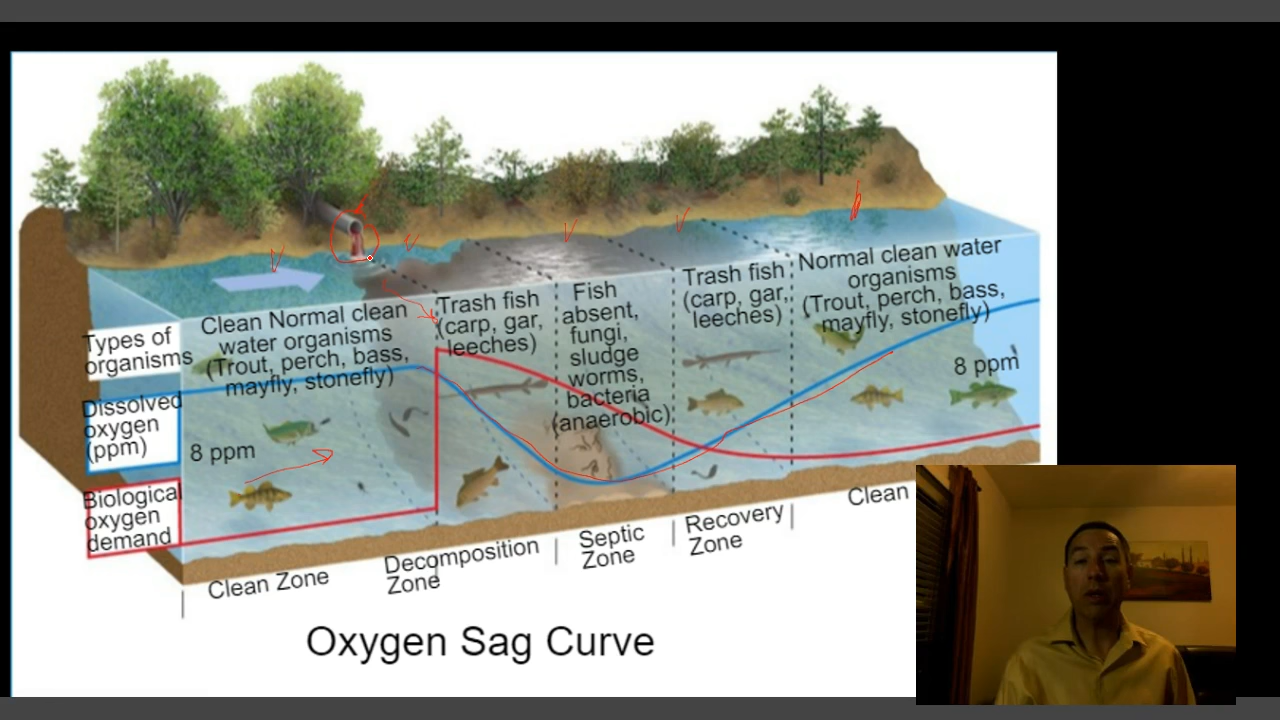 Types of
organisms
Clean Normal clean
water organisms
(Trout, perch, bass,
mayfly, stonefly)
Trash fish
(carp, gar,
leeches)
Fish
absent,
fungi,
sludge
worms,
bacteria
(anaerobic)
Trash fish
(carp, gar,
leeches)
Normal clean water
organisms
(Trout, perch, bass,
mayfly, stonefly)
Dissolved
oxygen
(ppm)
8 ppm
8 ppm
Biological
oxygen
demand
Clean Zone
Decomposition
Zone
Septic
Zone
Recovery
Zone
Clean
Oxygen Sag Curve